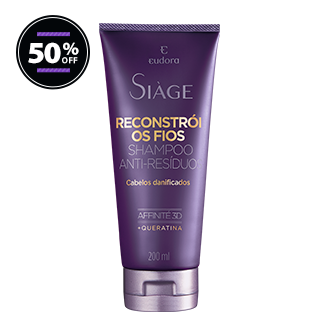 50%
OFF
eudora
SIÀGE
RECONSTRÓI
OS FIOS
SHAMPOO
ANTI-RESÍDUO
Cabelos danificados
AFFINITÉ 3D
+QUERATINA
200 ml